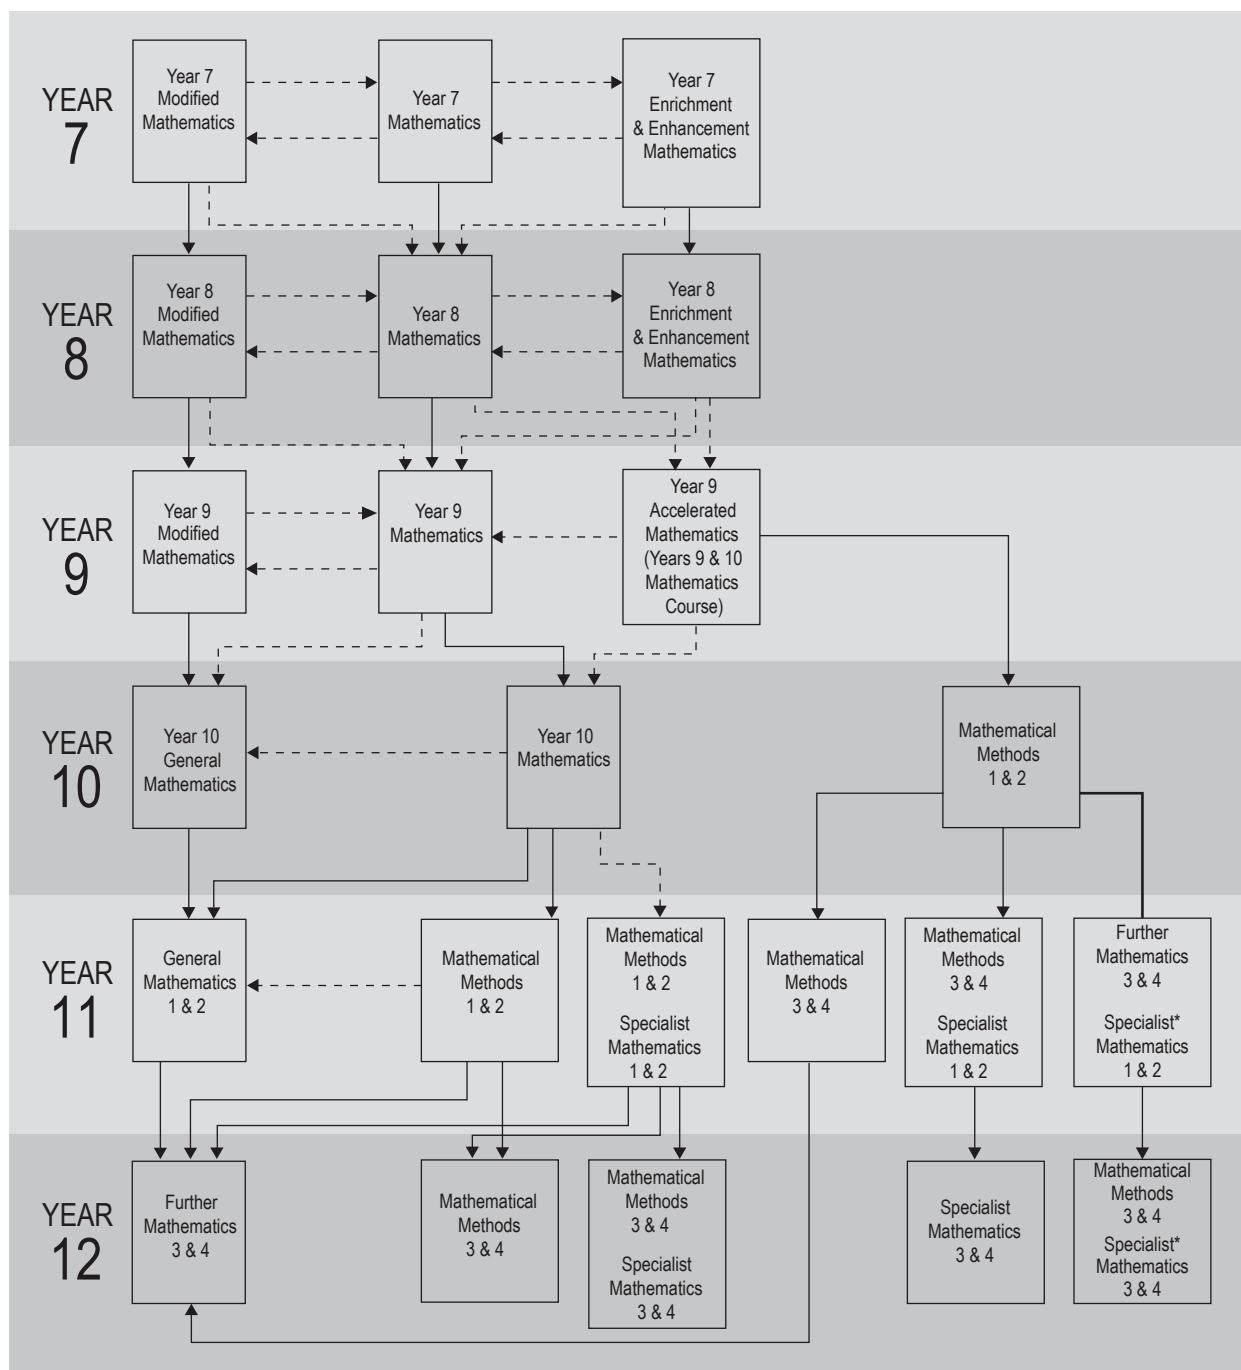 YEAR
7
Year 7
Modified
Mathematics
Year 7
Mathematics
Year 7
Enrichment
& Enhancement
Mathematics
YEAR
8
Year 8
Modified
Mathematics
Year 8
Mathematics
Year 8
Enrichment
& Enhancement
Mathematics
YEAR
9
Year 9
Modified
Mathematics
Year 9
Mathematics
Year 9
Accelerated
Mathematics
(Years 9 & 10
Mathematics
Course)
YEAR
10
Year 10
General
Mathematics
Year 10
Mathematics
Mathematical
Methods
1 & 2
YEAR
11
General
Mathematics
1 & 2
Mathematical
Methods
1 & 2
Mathematical
Methods
1 & 2
Specialist
Mathematics
1 & 2
Mathematical
Methods
3 & 4
Mathematical
Methods
3 & 4
Specialist
Mathematics
1 & 2
Further
Mathematics
3 & 4
Specialist*
Mathematics
1 & 2
YEAR
12
Further
Mathematics
3 & 4
Mathematical
Methods
3 & 4
Mathematical
Methods
3 & 4
Specialist
Mathematics
3 & 4
Specialist
Mathematics
3 & 4
Mathematical
Methods
3 & 4
Specialist*
Mathematics
3 & 4